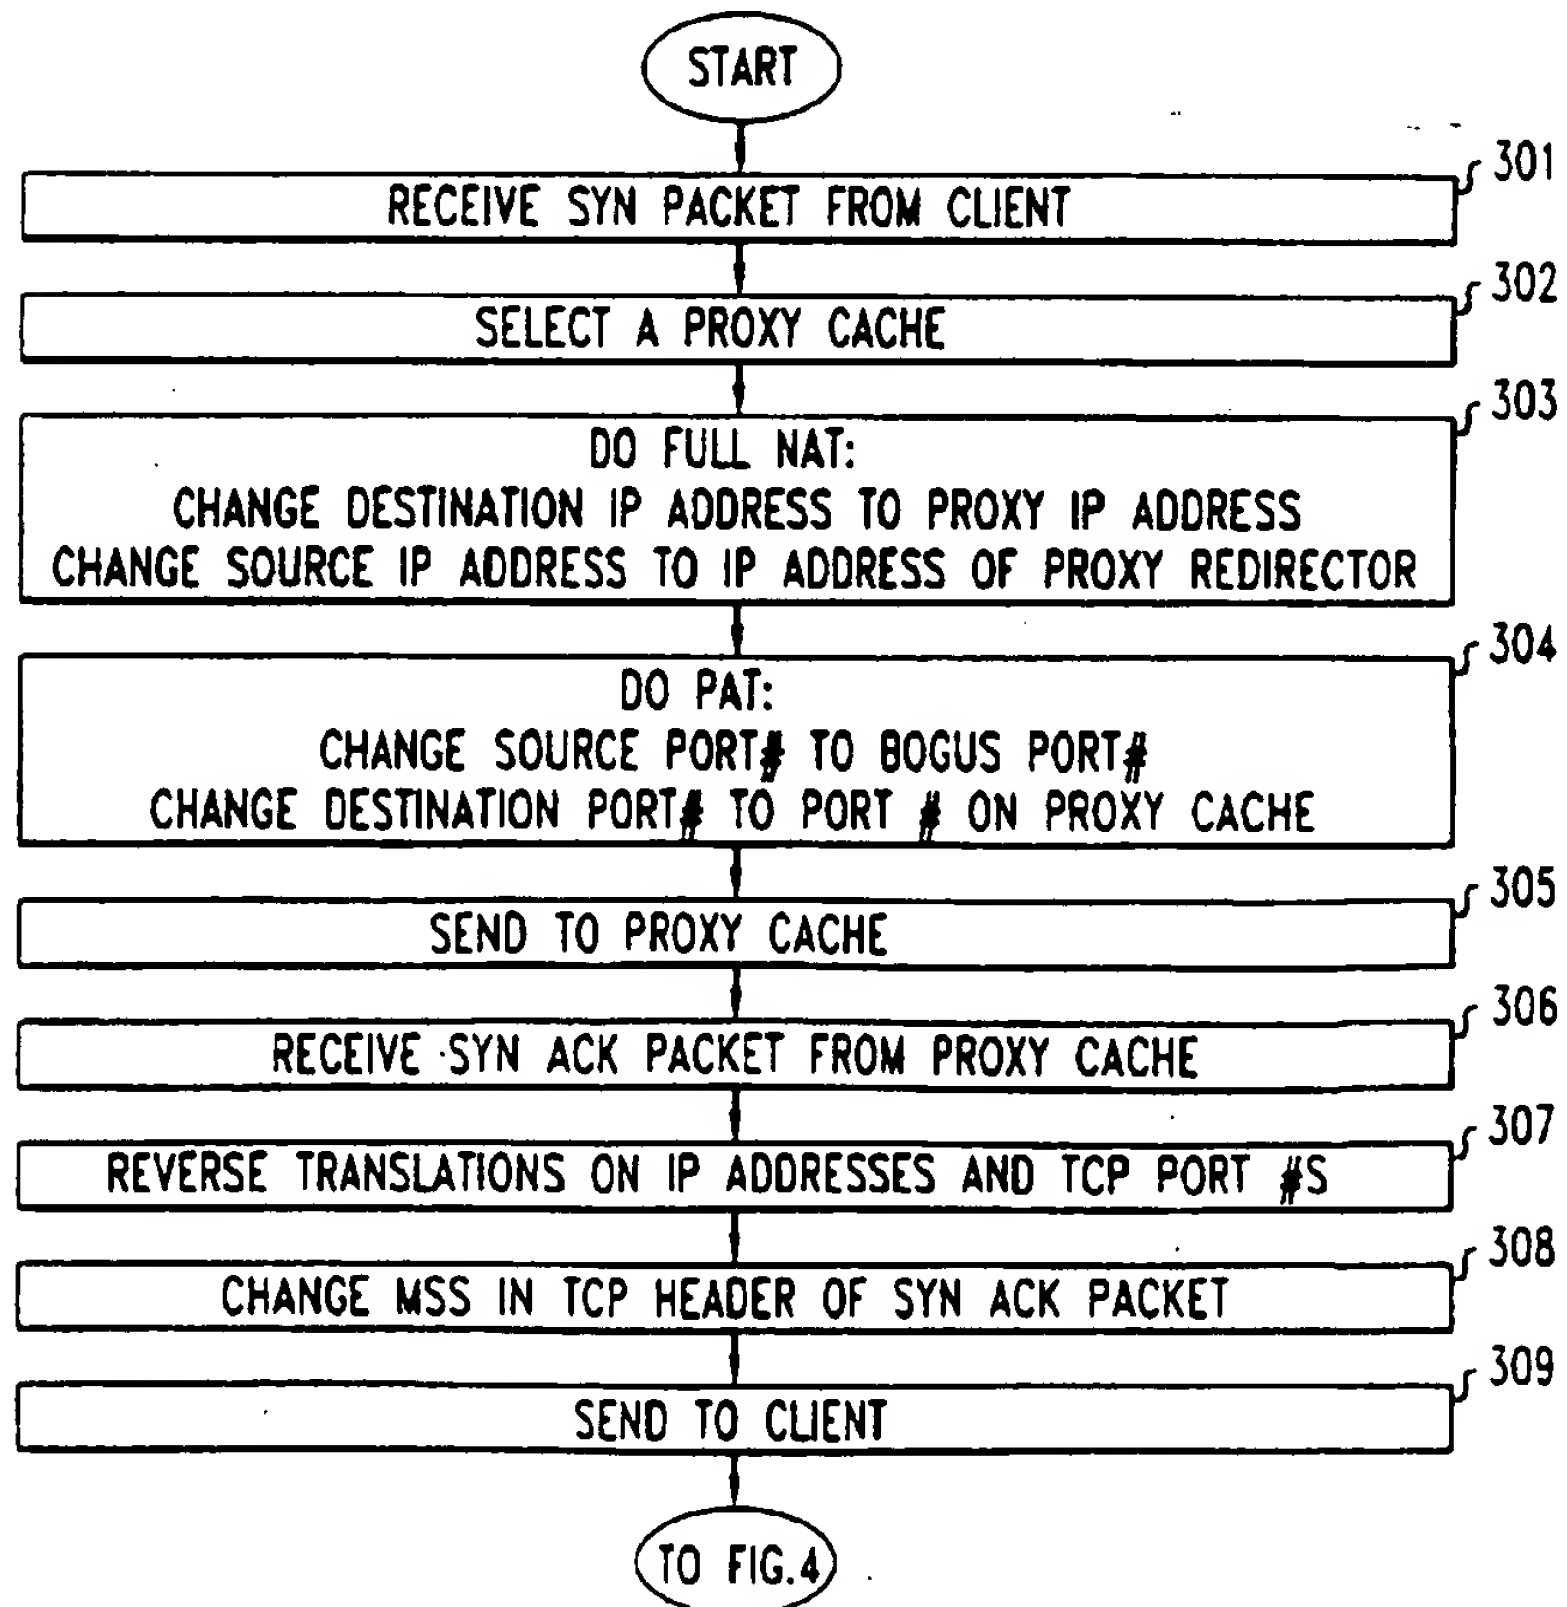 START
301
RECEIVE SYN PACKET FROM CLIENT
302
SELECT A PROXY CACHE
303
DO FULL NAT:
CHANGE DESTINATION IP ADDRESS TO PROXY IP ADDRESS
CHANGE SOURCE IP ADDRESS TO IP ADDRESS OF PROXY REDIRECTOR
304
DO PAT:
CHANGE SOURCE PORT# TO BOGUS PORT#
CHANGE DESTINATION PORT# TO PORT # ON PROXY CACHE
305
SEND TO PROXY CACHE
306
RECEIVE SYN ACK PACKET FROM PROXY CACHE
307
REVERSE TRANSLATIONS ON IP ADDRESSES AND TCP PORT #S
308
CHANGE MSS IN TCP HEADER OF SYN ACK PACKET
309
SEND TO CLIENT
TO FIG.4